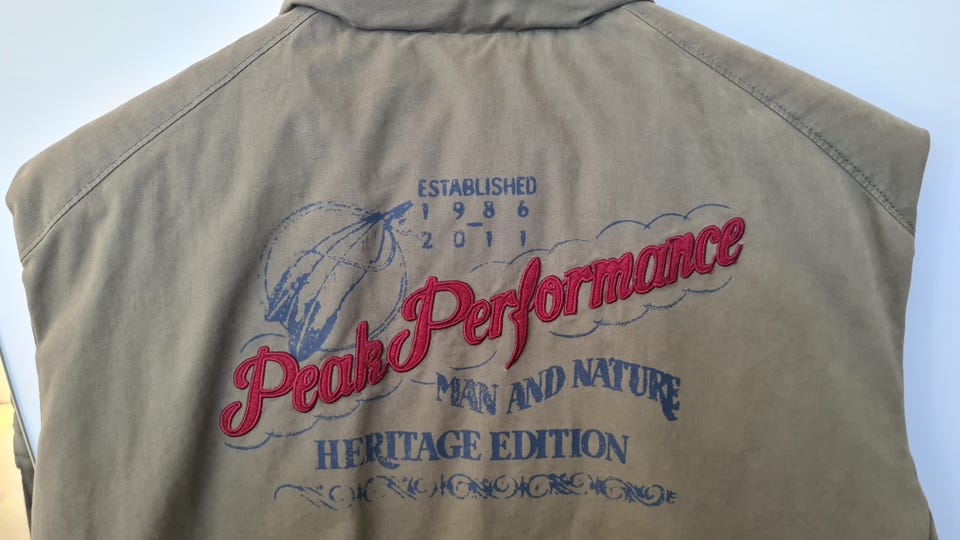 ESTABLISHED
1986
–
2011
Peak Performance
MAN AND NATURE
HERITAGE EDITION